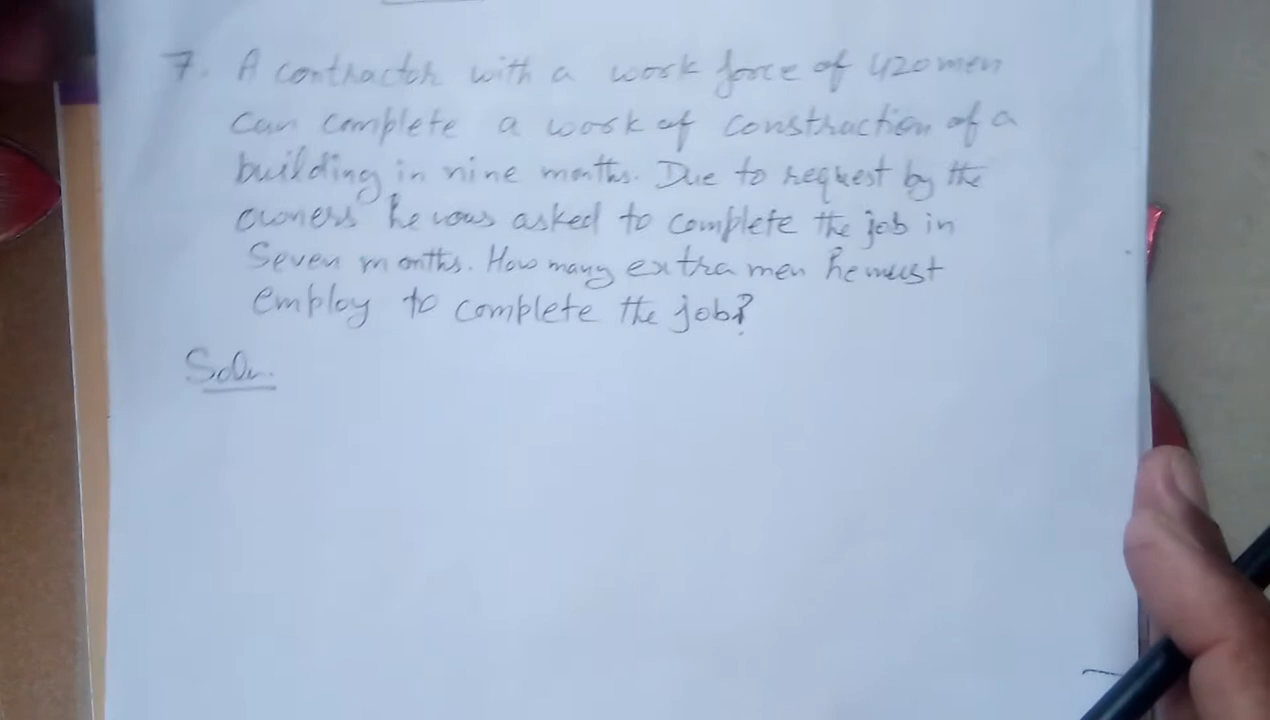 7. A contractor with a work force of 420 men
can complete a work of construction of a
building in nine months. Due to request by the
owners he was asked to complete the job in
Seven months. How many extra men he must
employ to complete the job?
Soln.